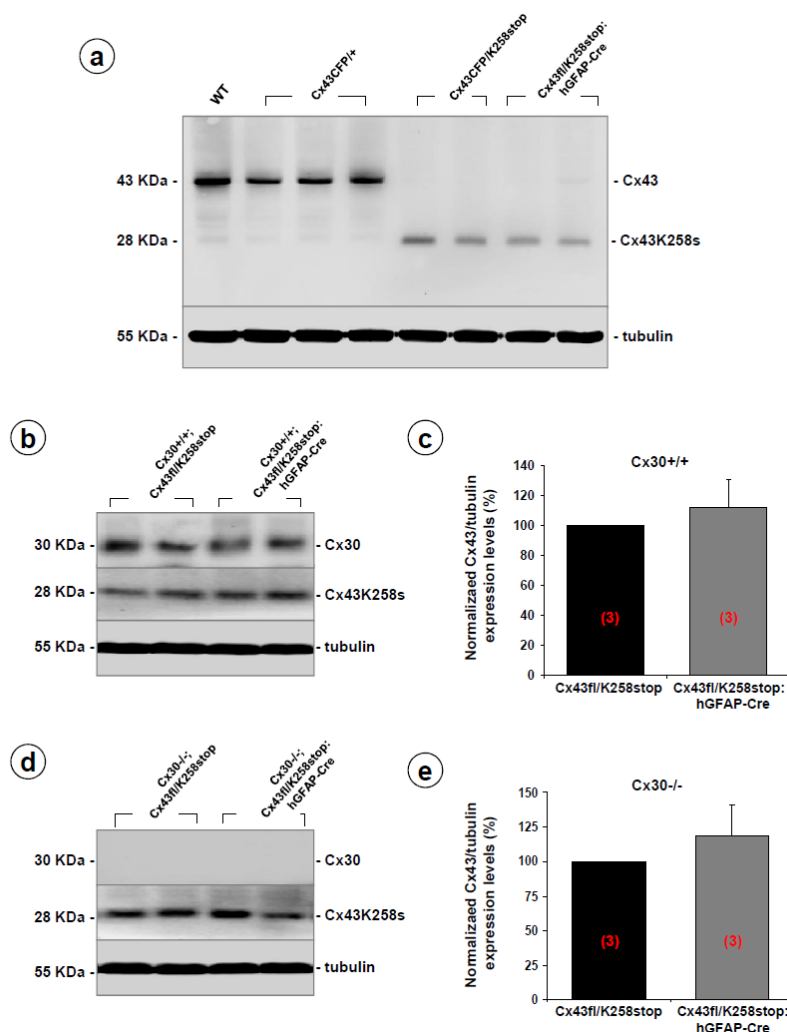 a
WT
Cx43CFP/+
Cx43CFP/K258stop
Cx43fl/K258stop:
hGFAP-Cre
43 KDa -
- Cx43
28 KDa -
- Cx43K258s
55 KDa -
- tubulin
b
Cx30+/+;
Cx43fl/K258stop
Cx30+/+;
Cx43fl/K258stop:
hGFAP-Cre
30 KDa -
- Cx30
28 KDa -
- Cx43K258s
55 KDa -
- tubulin
c
Cx30+/+
Normalizaed Cx43/tubulin
expression levels (%)
140
120
100
80
60
40
20
0
(3)
(3)
Cx43fl/K258stop
Cx43fl/K258stop:
hGFAP-Cre
d
Cx30-/-;
Cx43fl/K258stop
Cx30-/-;
Cx43fl/K258stop:
hGFAP-Cre
30 KDa -
- Cx30
28 KDa -
- Cx43K258s
55 KDa -
- tubulin
e
Cx30-/-
Normalizaed Cx43/tubulin
expression levels (%)
150
125
100
75
50
25
0
(3)
(3)
Cx43fl/K258stop
Cx43fl/K258stop:
hGFAP-Cre